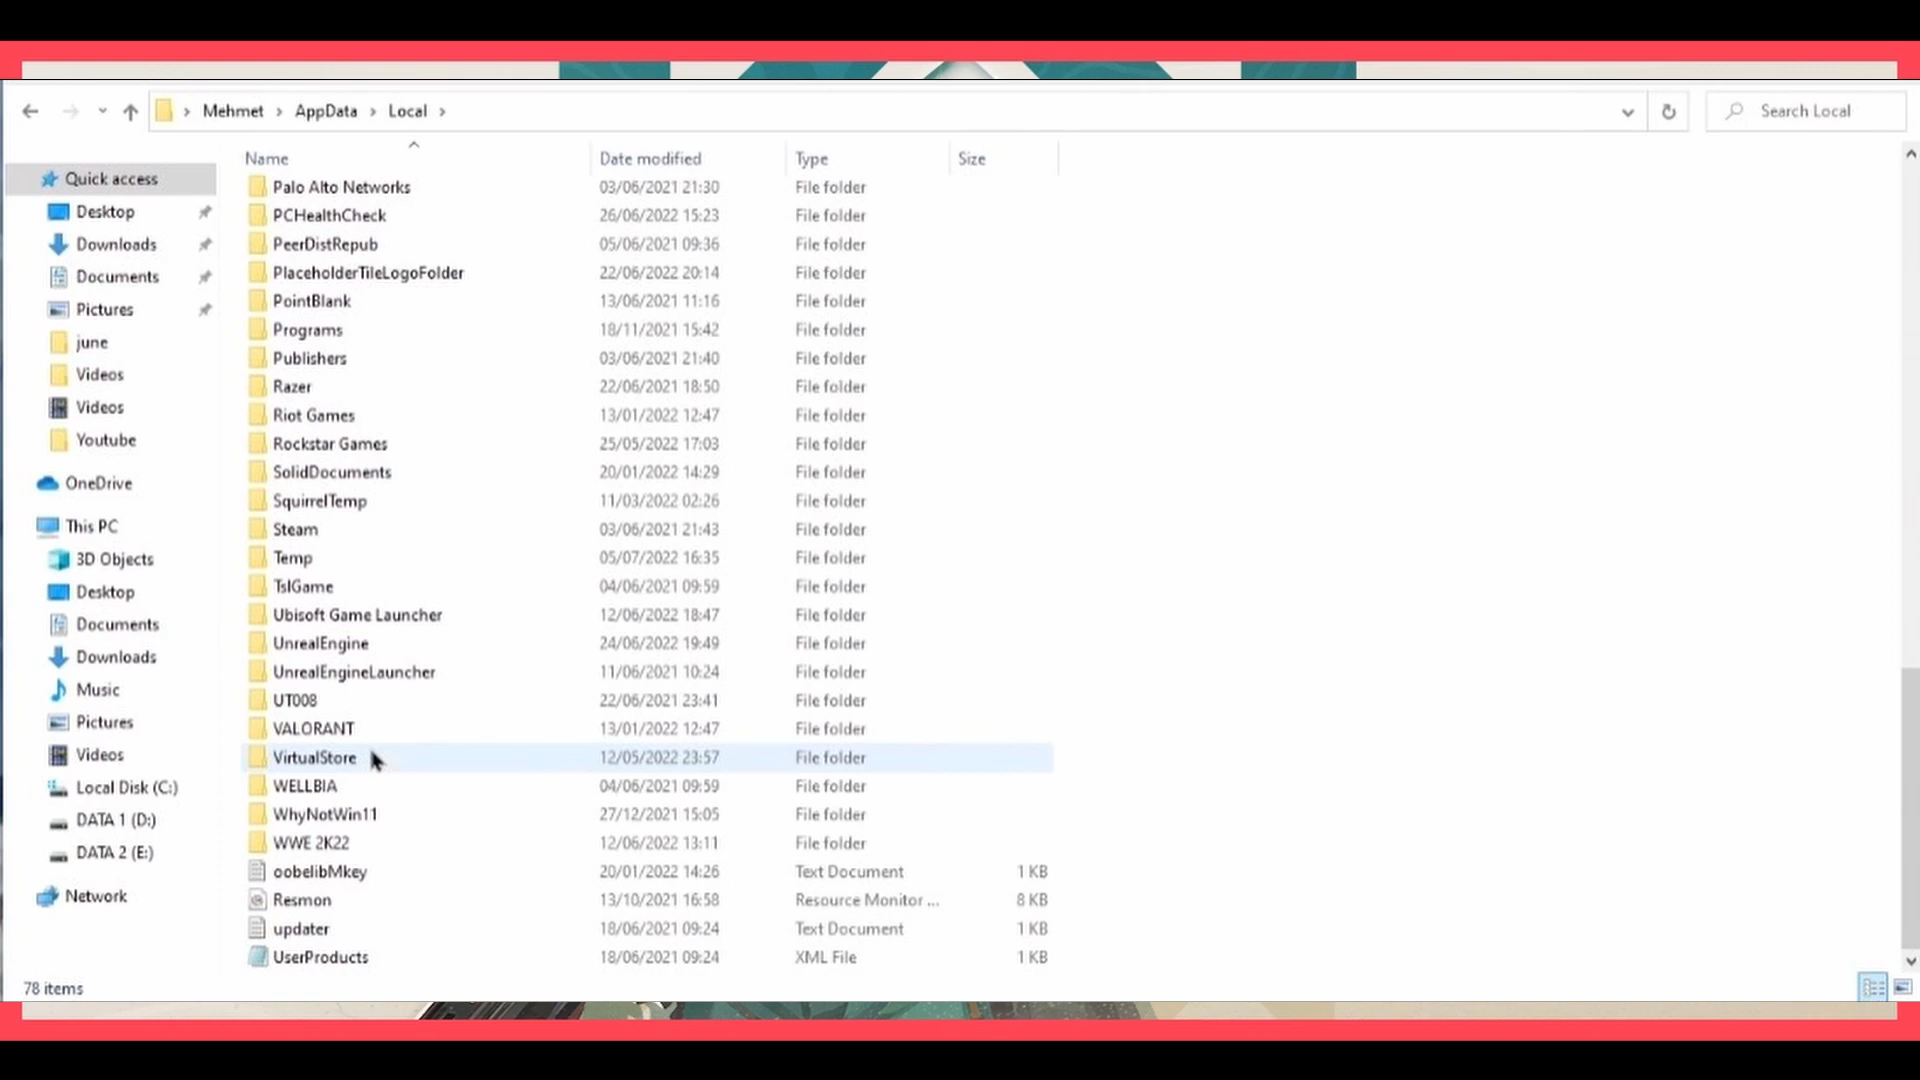 Mehmet > AppData > Local >
Search Local
Name Date modified Type Size
Quick access
Desktop
Downloads
Documents
Pictures
june
Videos
Videos
Youtube
OneDrive
This PC
3D Objects
Desktop
Documents
Downloads
Music
Pictures
Videos
Local Disk (C:)
DATA 1 (D:)
DATA 2 (E:)
Network
Palo Alto Networks 03/06/2021 21:30 File folder
PCHealthCheck 26/06/2022 15:23 File folder
PeerDistRepub 05/06/2021 09:36 File folder
PlaceholderTileLogoFolder 22/06/2022 20:14 File folder
PointBlank 13/06/2021 11:16 File folder
Programs 18/11/2021 15:42 File folder
Publishers 03/06/2021 21:40 File folder
Razer 22/06/2021 18:50 File folder
Riot Games 13/01/2022 12:47 File folder
Rockstar Games 25/05/2022 17:03 File folder
SolidDocuments 20/01/2022 14:29 File folder
SquirrelTemp 11/03/2022 02:26 File folder
Steam 03/06/2021 21:43 File folder
Temp 05/07/2022 16:35 File folder
TslGame 04/06/2021 09:59 File folder
Ubisoft Game Launcher 12/06/2022 18:47 File folder
UnrealEngine 24/06/2022 19:49 File folder
UnrealEngineLauncher 11/06/2021 10:24 File folder
UT008 22/06/2021 23:41 File folder
VALORANT 13/01/2022 12:47 File folder
VirtualStore 12/05/2022 23:57 File folder
WELLBIA 04/06/2021 09:59 File folder
WhyNotWin11 27/12/2021 15:05 File folder
WWE 2K22 12/06/2022 13:11 File folder
oobelibMkey 20/01/2022 14:26 Text Document 1 KB
Resmon 13/10/2021 16:58 Resource Monitor ... 8 KB
updater 18/06/2021 09:24 Text Document 1 KB
UserProducts 18/06/2021 09:24 XML File 1 KB
78 items